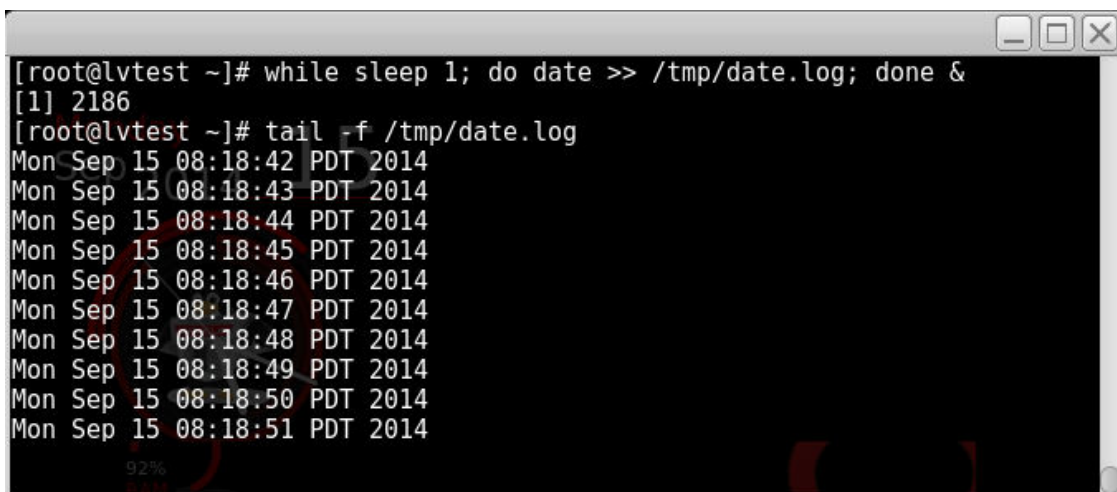 [root@lvtest ~]# while sleep 1; do date >> /tmp/date.log; done &
[1] 2186
[root@lvtest ~]# tail -f /tmp/date.log
Mon Sep 15 08:18:42 PDT 2014
Mon Sep 15 08:18:43 PDT 2014
Mon Sep 15 08:18:44 PDT 2014
Mon Sep 15 08:18:45 PDT 2014
Mon Sep 15 08:18:46 PDT 2014
Mon Sep 15 08:18:47 PDT 2014
Mon Sep 15 08:18:48 PDT 2014
Mon Sep 15 08:18:49 PDT 2014
Mon Sep 15 08:18:50 PDT 2014
Mon Sep 15 08:18:51 PDT 2014
Monday
Sep 2014 15
92%
RAM